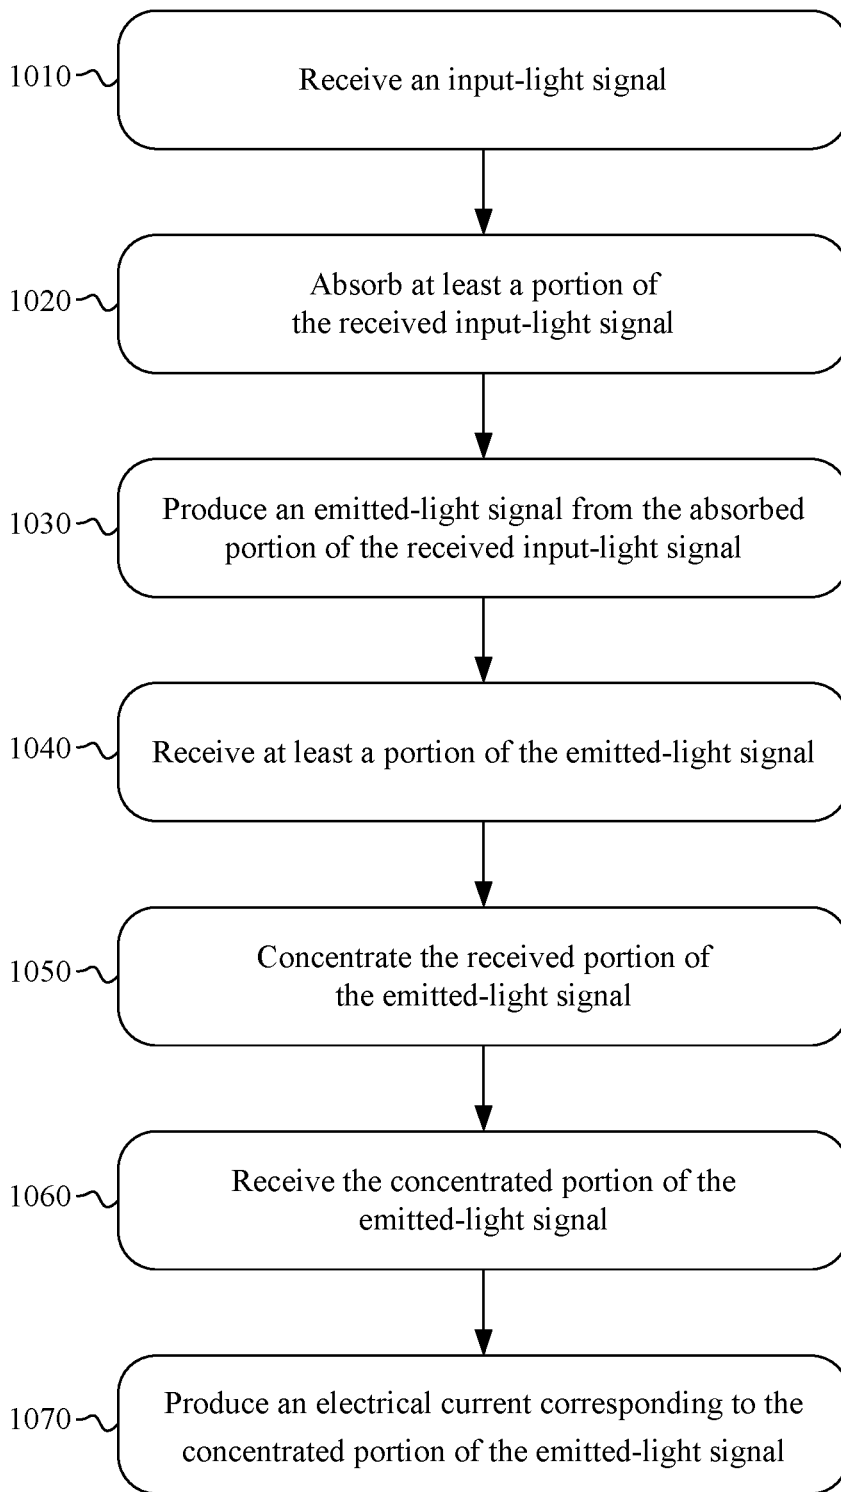 1010
Receive an input-light signal
1020
Absorb at least a portion of
the received input-light signal
1030
Produce an emitted-light signal from the absorbed
portion of the received input-light signal
1040
Receive at least a portion of the emitted-light signal
1050
Concentrate the received portion of
the emitted-light signal
1060
Receive the concentrated portion of the
emitted-light signal
1070
Produce an electrical current corresponding to the
concentrated portion of the emitted-light signal